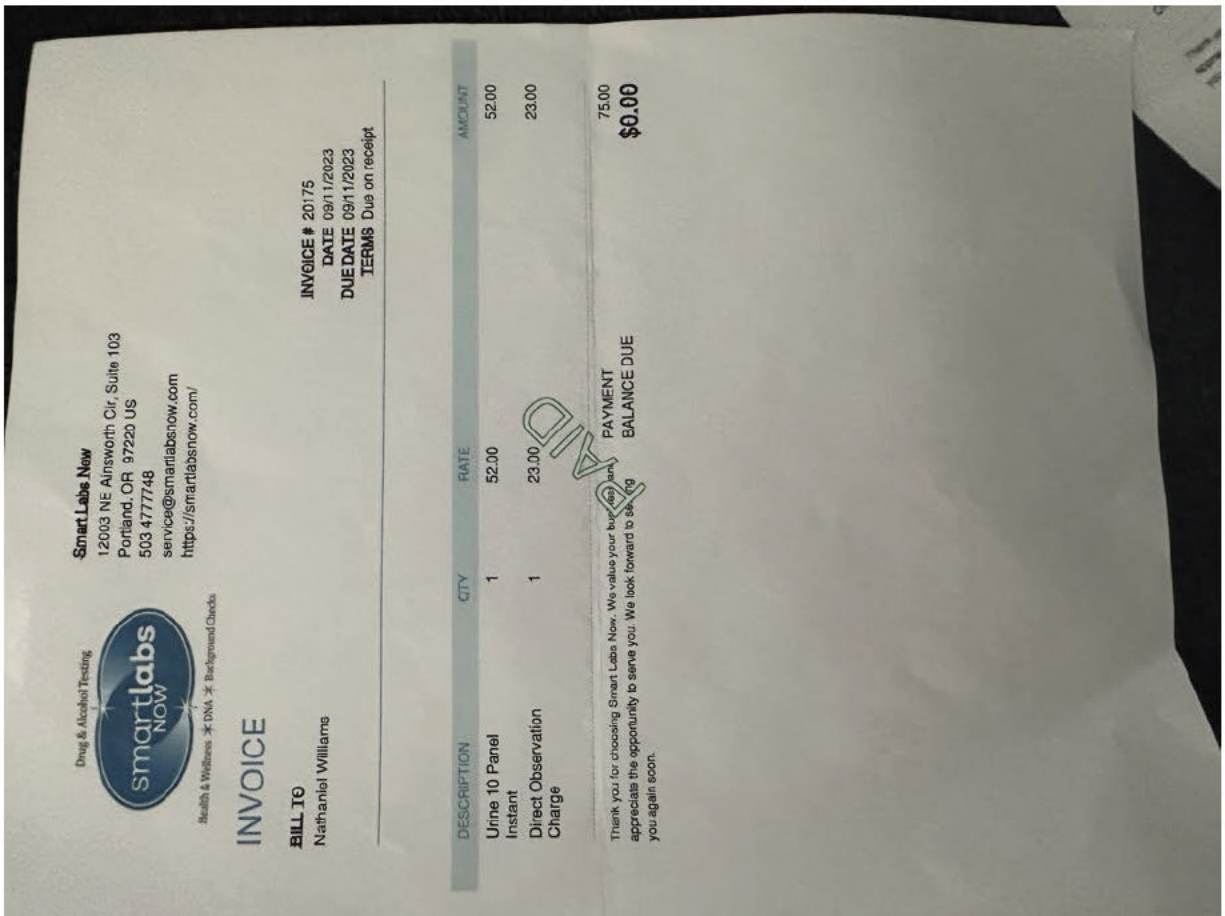 Drug & Alcohol Testing
smartlabs
NOW
Health & Wellness * DNA * Background Checks
Smart Labs Now
12003 NE Ainsworth Cir, Suite 103
Portland, OR 97220 US
503 4777748
service@smartlabsnow.com
https://smartlabsnow.com/
INVOICE
BILL TO
Nathaniel Williams
INVOICE # 20175
DATE 09/11/2023
DUE DATE 09/11/2023
TERMS Due on receipt
DESCRIPTION QTY RATE AMOUNT
Urine 10 Panel 1 52.00 52.00
Instant
Direct Observation 1 23.00 23.00
Charge
PAID
Thank you for choosing Smart Labs Now. We value your business and
appreciate the opportunity to serve you. We look forward to serving
you again soon.
PAYMENT 75.00
BALANCE DUE $0.00